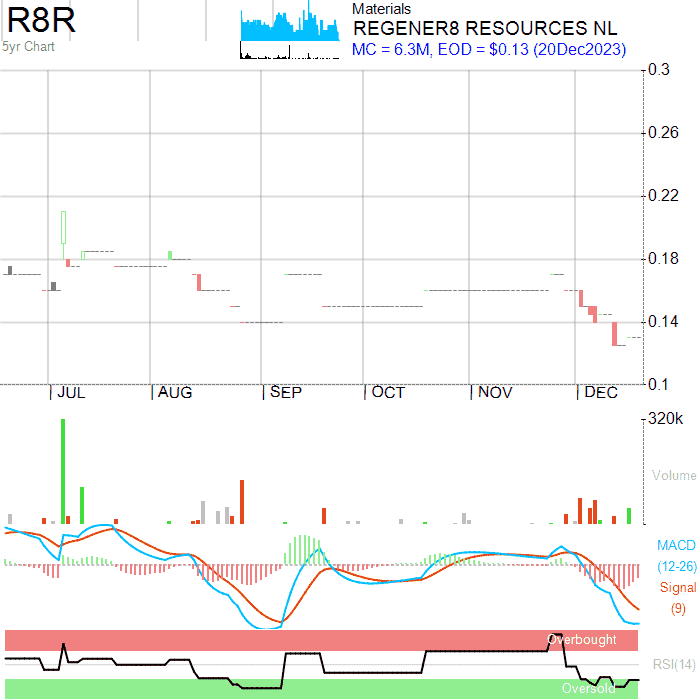 R8R
5yr Chart
Materials
REGENER8 RESOURCES NL
MC = 6.3M, EOD = $0.13 (20Dec2023)
0.3
0.26
0.22
0.18
0.14
0.1
JUL AUG SEP OCT NOV DEC
320k
Volume
MACD
(12-26)
Signal
(9)
Overbought
RSI(14)
Oversold